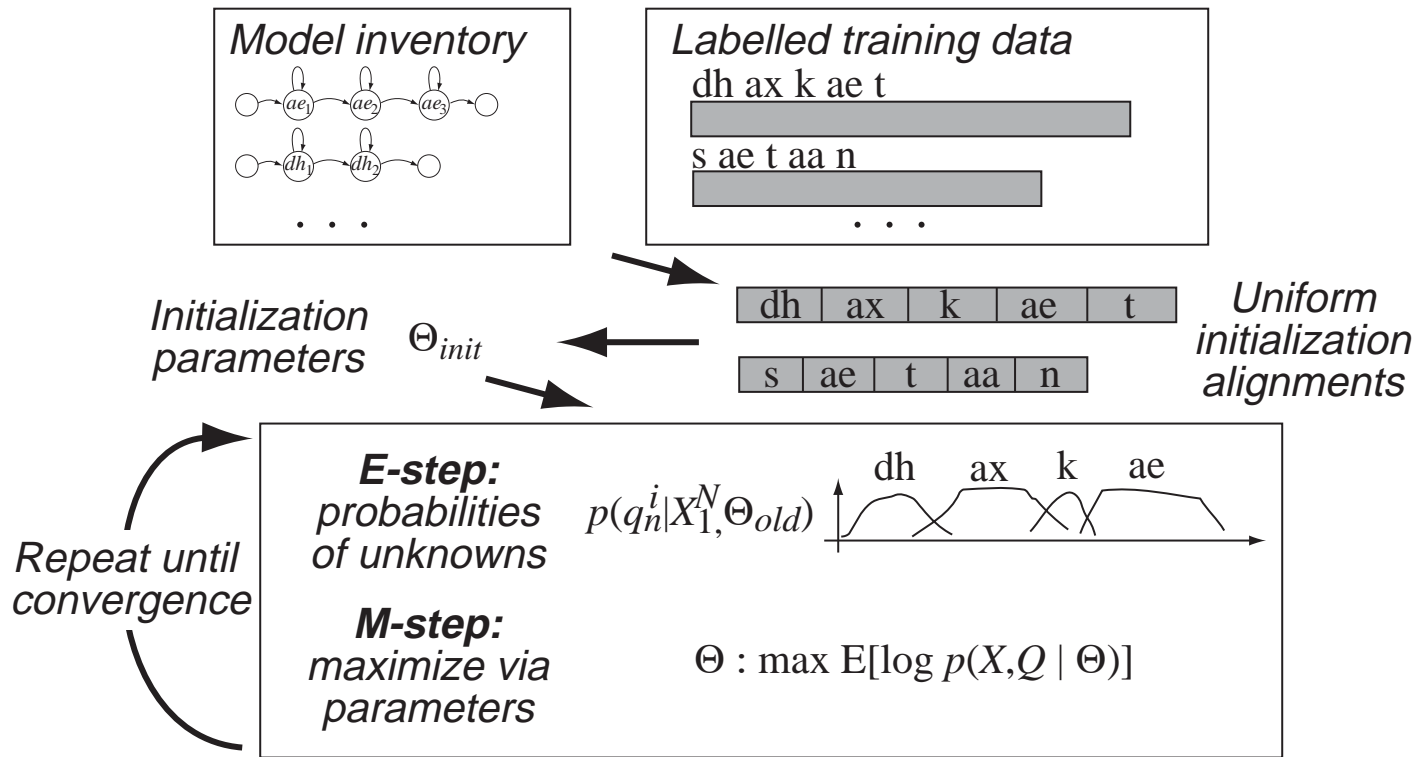 Model inventory
ae1 ae2 ae3
dh1 dh2
. . .
Labelled training data
dh ax k ae t
s ae t aa n
. . .
Uniform
initialization
alignments
dh ax k ae t
s ae t aa n
Initialization
parameters
Θinit
Repeat until
convergence
E-step:
probabilities
of unknowns
p(q_n^i|X_1^N,Θold)
dh ax k ae
M-step:
maximize via
parameters
Θ : max E[log p(X,Q | Θ)]